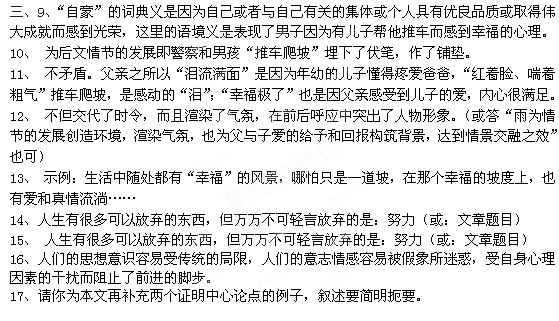 三、9、“自豪”的词典义是因为自己或者与自己有关的集体或个人具有优良品质或取得伟
大成就而感到光荣，这里的语境义是表现了男子因为有儿子帮他推车而感到幸福的心理。
10、 为后文情节的发展即警察和男孩“推车爬坡”埋下了伏笔，作了铺垫。
11、 不矛盾。父亲之所以“泪流满面”是因为年幼的儿子懂得疼爱爸爸，“红着脸、喘着
粗气”推车爬坡，是感动的“泪”；“幸福极了”也是因父亲感受到儿子的爱，内心很满足。
12、 不但交代了时令，而且渲染了气氛，在前后呼应中突出了人物形象。（或答“雨为情
节的发展创造环境，渲染气氛，也为父与子爱的给予和回报构筑背景，达到情景交融之效”
也可）
13、 示例：生活中随处都有“幸福”的风景，哪怕只是一道坡，在那个幸福的坡度上，也
有爱和真情流淌……
14、人生有很多可以放弃的东西，但万万不可轻言放弃的是：努力（或：文章题目）
15、 人生有很多可以放弃的东西，但万万不可轻言放弃的是：努力（或：文章题目）
16、人们的思想意识容易受传统的局限，人们的意志情感容易被假象所迷惑，受自身心理
因素的干扰而阻止了前进的脚步。
17、请你为本文再补充两个证明中心论点的例子，叙述要简明扼要。